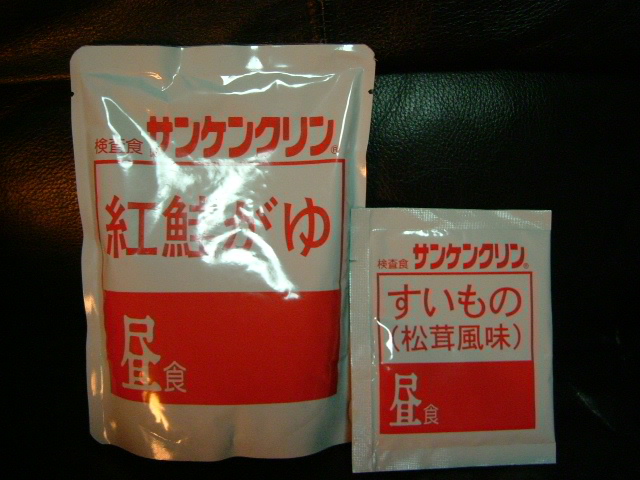 検査食 サンケンクリン®
紅鮭がゆ
昼食
検査食 サンケンクリン®
すいもの
(松茸風味)
昼食